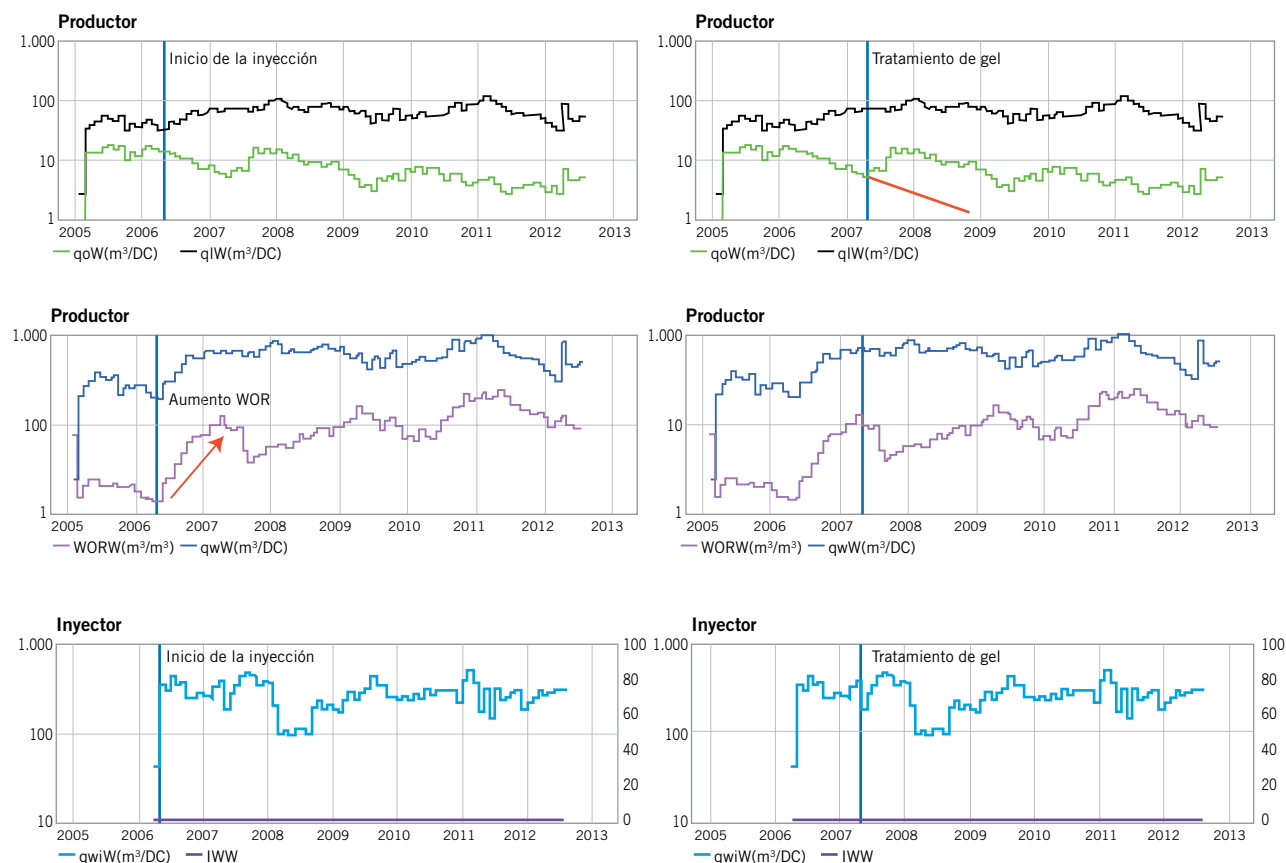 Productor
1.000
100
10
1
Inicio de la inyección
2005 2006 2007 2008 2009 2010 2011 2012 2013
qoW(m³/DC) qlW(m³/DC)
Productor
1.000
100
10
1
Tratamiento de gel
2005 2006 2007 2008 2009 2010 2011 2012 2013
qoW(m³/DC) qlW(m³/DC)
Productor
1.000
100
1
Aumento WOR
2005 2006 2007 2008 2009 2010 2011 2012 2013
WORW(m³/m³) qwW(m³/DC)
Productor
1.000
100
10
1
2005 2006 2007 2008 2009 2010 2011 2012 2013
WORW(m³/m³) qwW(m³/DC)
Inyector
1.000
100
10
Inicio de la inyección
100
80
60
40
20
0
2005 2006 2007 2008 2009 2010 2011 2012 2013
qwiW(m³/DC) IWW
Inyector
1.000
100
10
Tratamiento de gel
100
80
60
40
20
0
2005 2006 2007 2008 2009 2010 2011 2012 2013
qwiW(m³/DC) IWW